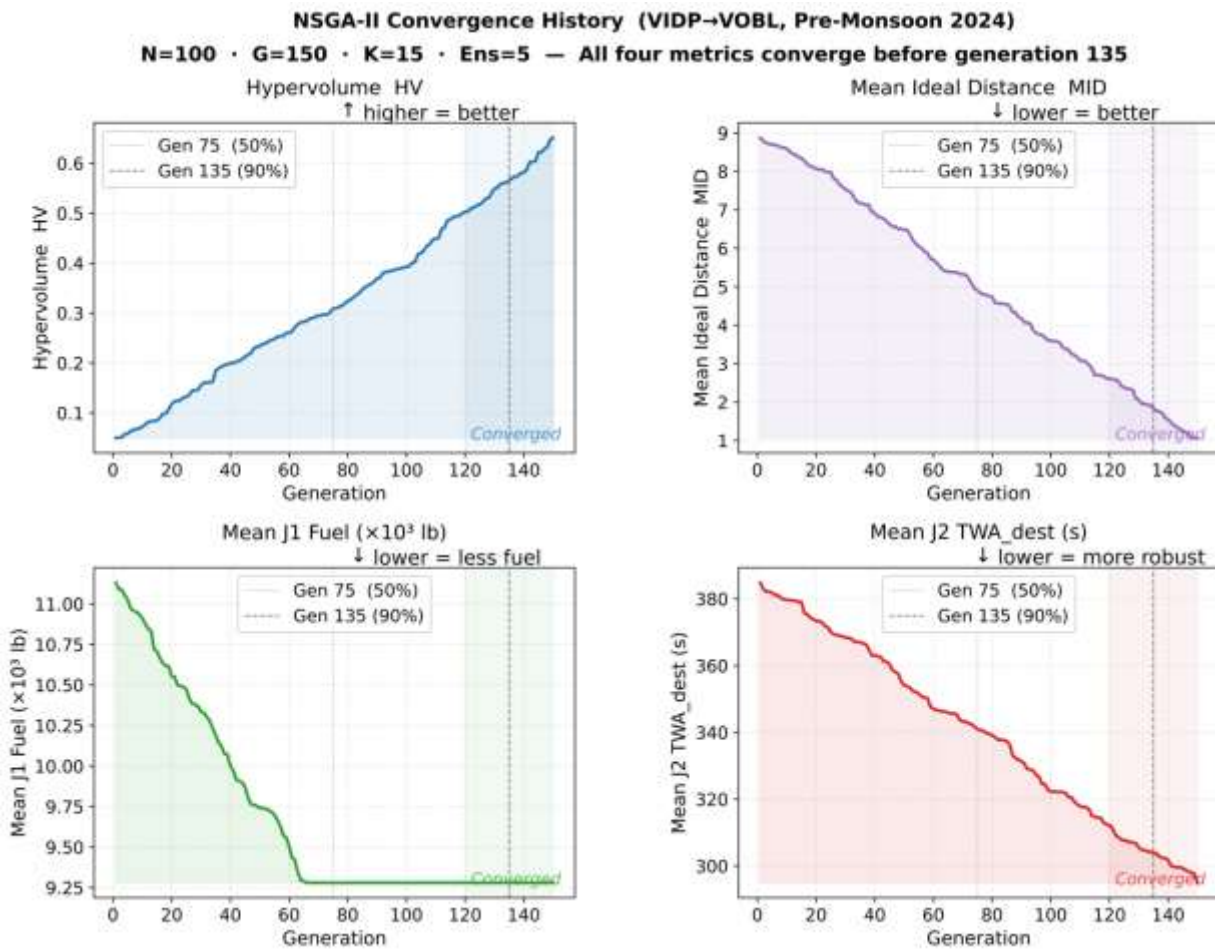 NSGA-II Convergence History (VIDP→VOBL, Pre-Monsoon 2024)
N=100 · G=150 · K=15 · Ens=5 — All four metrics converge before generation 135
Hypervolume HV
↑ higher = better
Gen 75 (50%)
Gen 135 (90%)
Hypervolume HV
0.6
0.5
0.4
0.3
0.2
0.1
Converged
0 20 40 60 80 100 120 140
Generation
Mean Ideal Distance MID
↓ lower = better
Gen 75 (50%)
Gen 135 (90%)
Mean Ideal Distance MID
9
8
7
6
5
4
3
2
1
Converged
0 20 40 60 80 100 120 140
Generation
Mean J1 Fuel (×10³ lb)
↓ lower = less fuel
Gen 75 (50%)
Gen 135 (90%)
Mean J1 Fuel (×10³ lb)
11.00
10.75
10.50
10.25
10.00
9.75
9.50
9.25
Converged
0 20 40 60 80 100 120 140
Generation
Mean J2 TWA_dest (s)
↓ lower = more robust
Gen 75 (50%)
Gen 135 (90%)
Mean J2 TWA_dest (s)
380
360
340
320
300
Converged
0 20 40 60 80 100 120 140
Generation